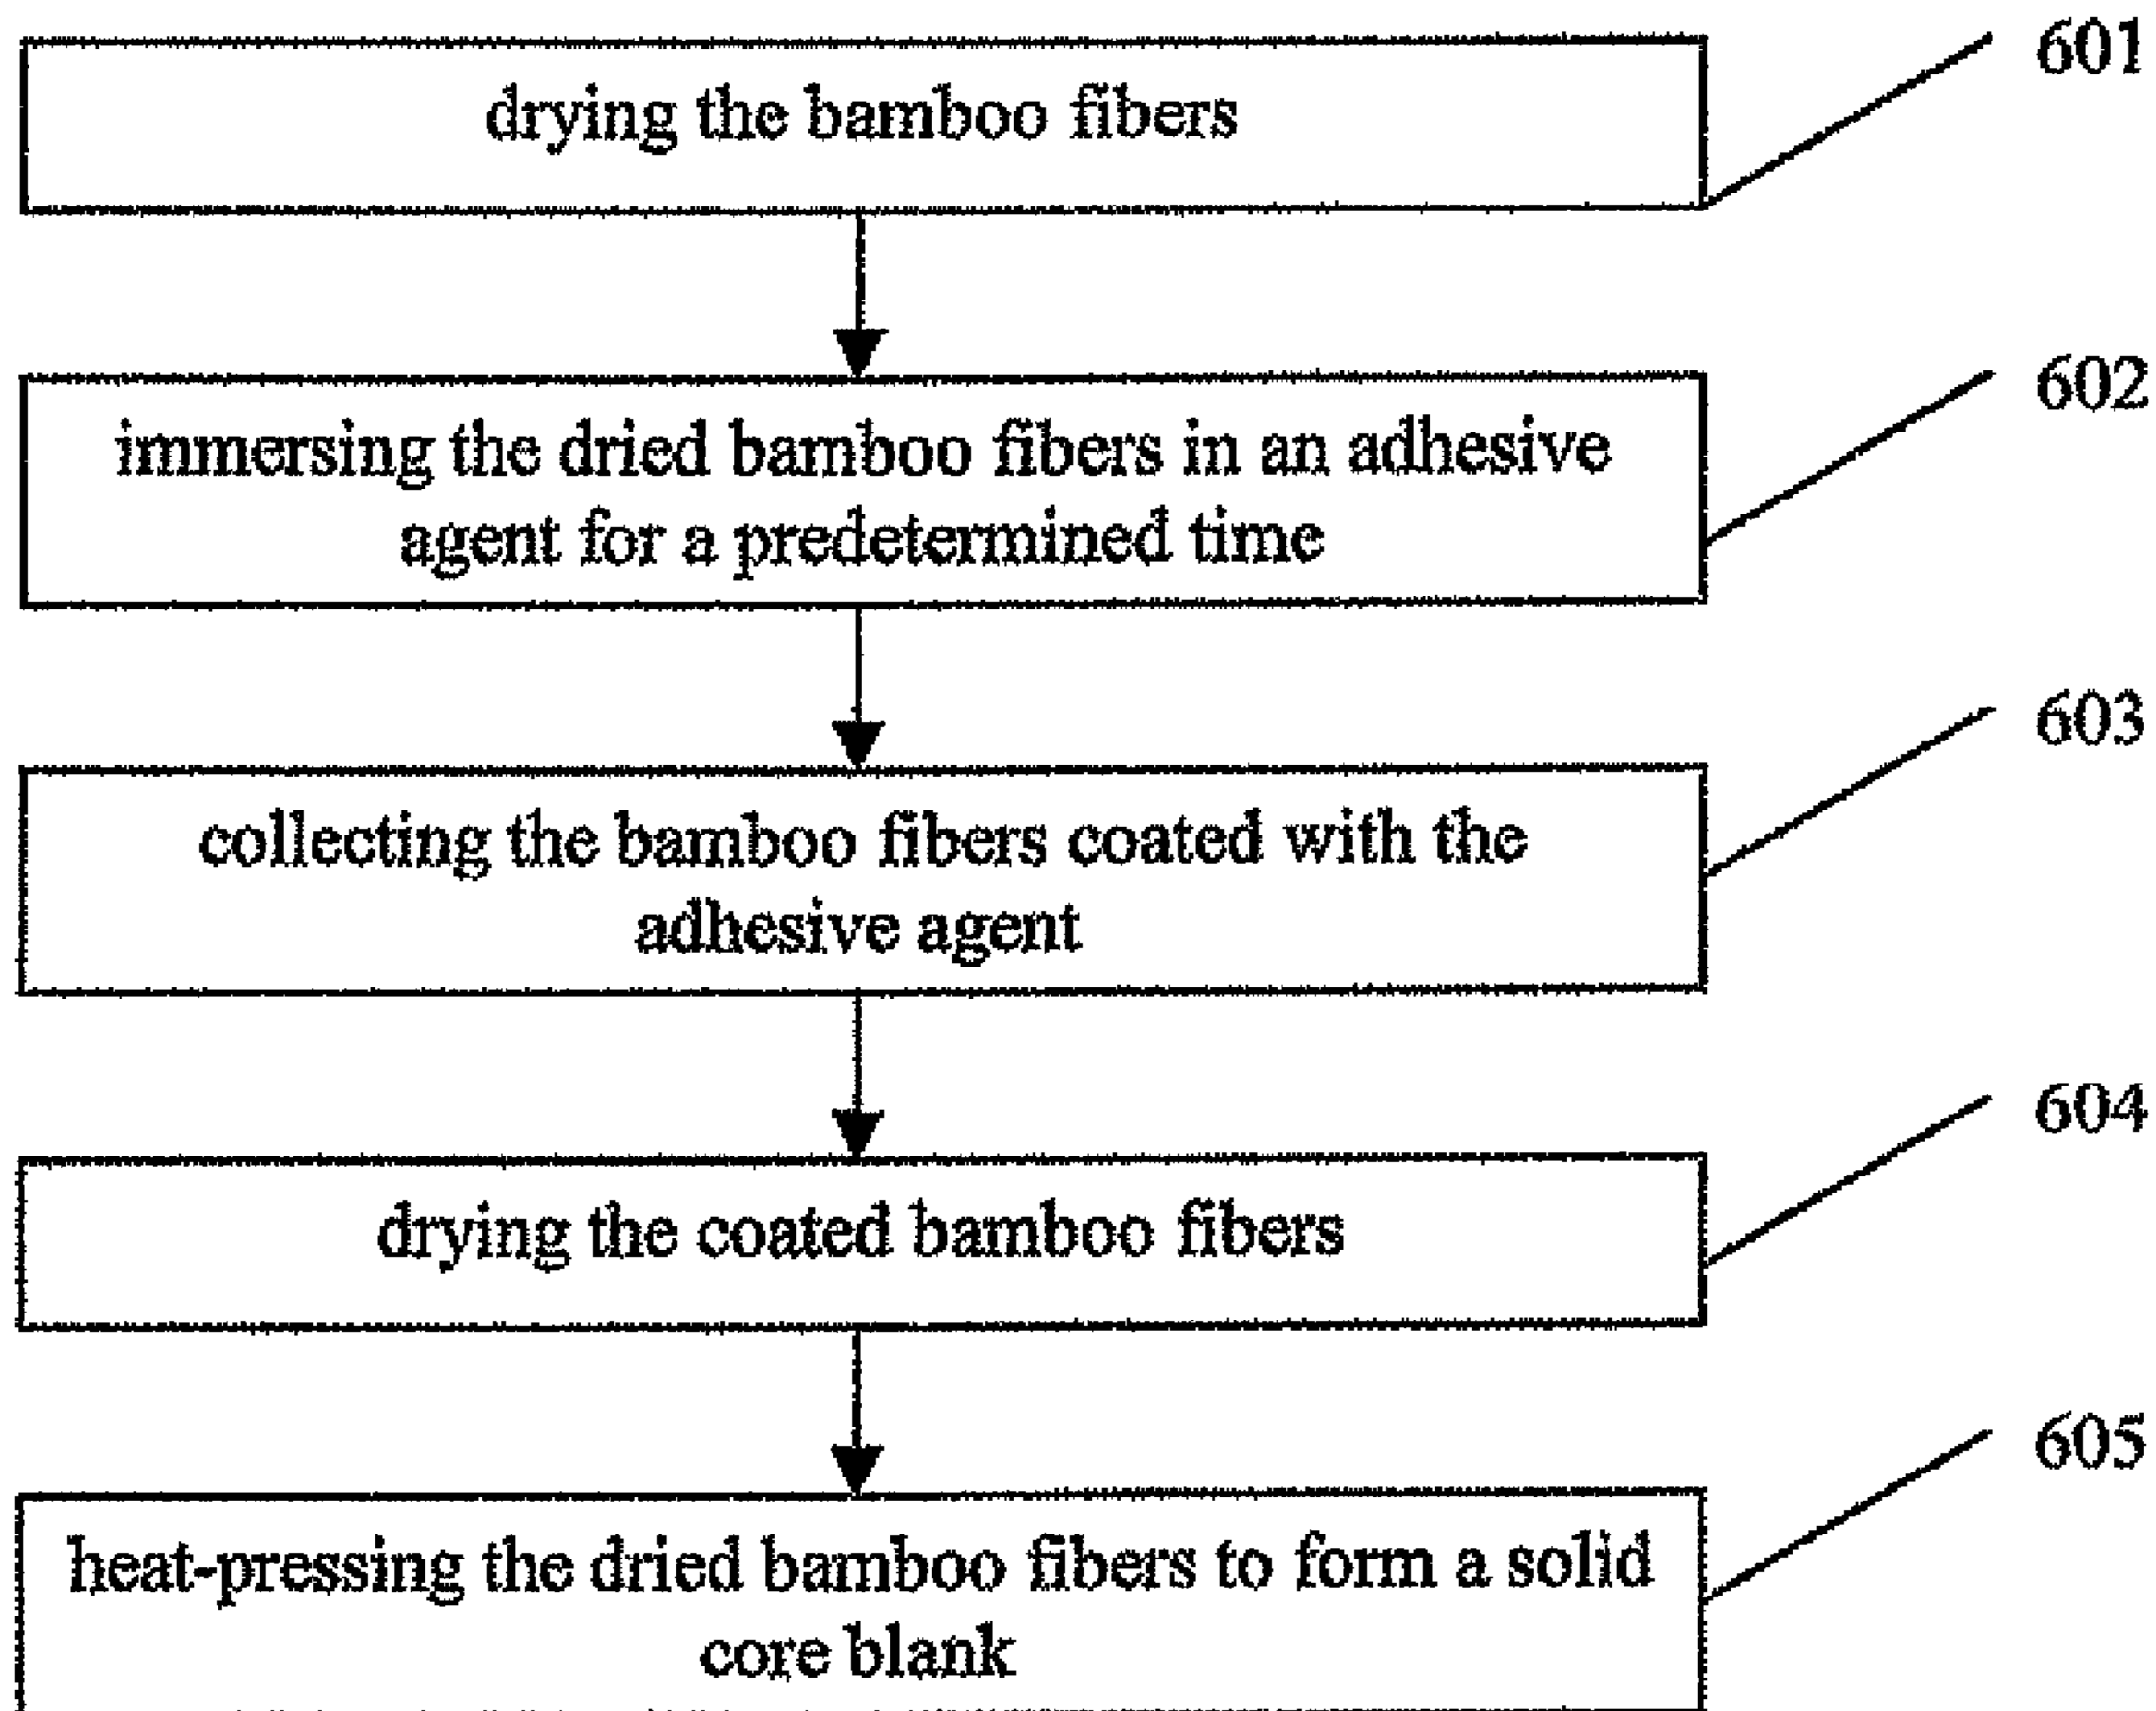 drying the bamboo fibers
601
immersing the dried bamboo fibers in an adhesive
agent for a predetermined time
602
collecting the bamboo fibers coated with the
adhesive agent
603
drying the coated bamboo fibers
604
heat-pressing the dried bamboo fibers to form a solid
core blank
605